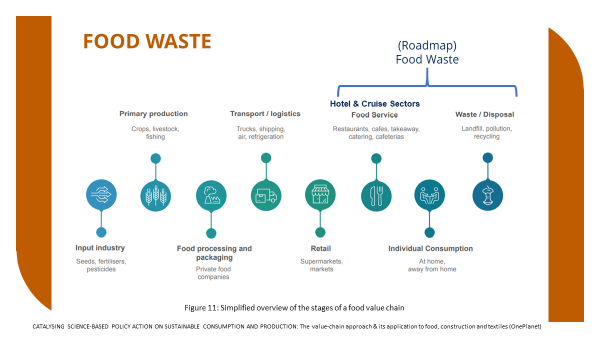 FOOD WASTE
(Roadmap)
Food Waste
Hotel & Cruise Sectors
Primary production
Crops, livestock,
fishing
Transport / logistics
Trucks, shipping,
air, refrigeration
Food Service
Restaurants, cafes, takeaway,
catering, cafeterias
Waste / Disposal
Landfill, pollution,
recycling
Input industry
Seeds, fertilisers,
pesticides
Food processing and
packaging
Private food
companies
Retail
Supermarkets,
markets
Individual Consumption
At home,
away from home
Figure 11: Simplified overview of the stages of a food value chain
CATALYSING SCIENCE-BASED POLICY ACTION ON SUSTAINABLE CONSUMPTION AND PRODUCTION: The value-chain approach & its application to food, construction and textiles (OnePlanet)